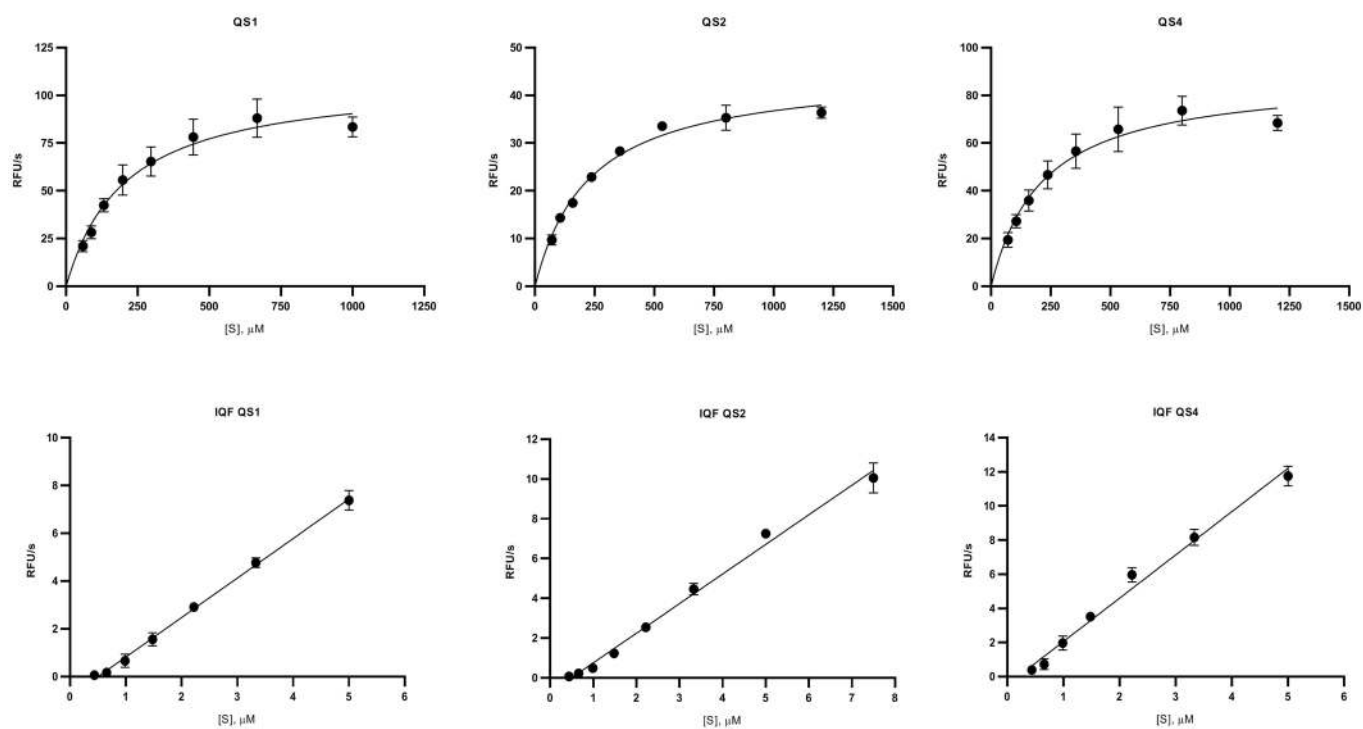 QS1
125
100
75
50
25
0
RFU/s
0 250 500 750 1000 1250
[S], μM
QS2
50
40
30
20
10
0
RFU/s
0 250 500 750 1000 1250 1500
[S], μM
QS4
100
80
60
40
20
0
RFU/s
0 250 500 750 1000 1250 1500
[S], μM
IQF QS1
10
8
6
4
2
0
RFU/s
0 1 2 3 4 5 6
[S], μM
IQF QS2
12
10
8
6
4
2
0
RFU/s
0 1 2 3 4 5 6 7 8
[S], μM
IQF QS4
14
12
10
8
6
4
2
0
RFU/s
0 1 2 3 4 5 6
[S], μM